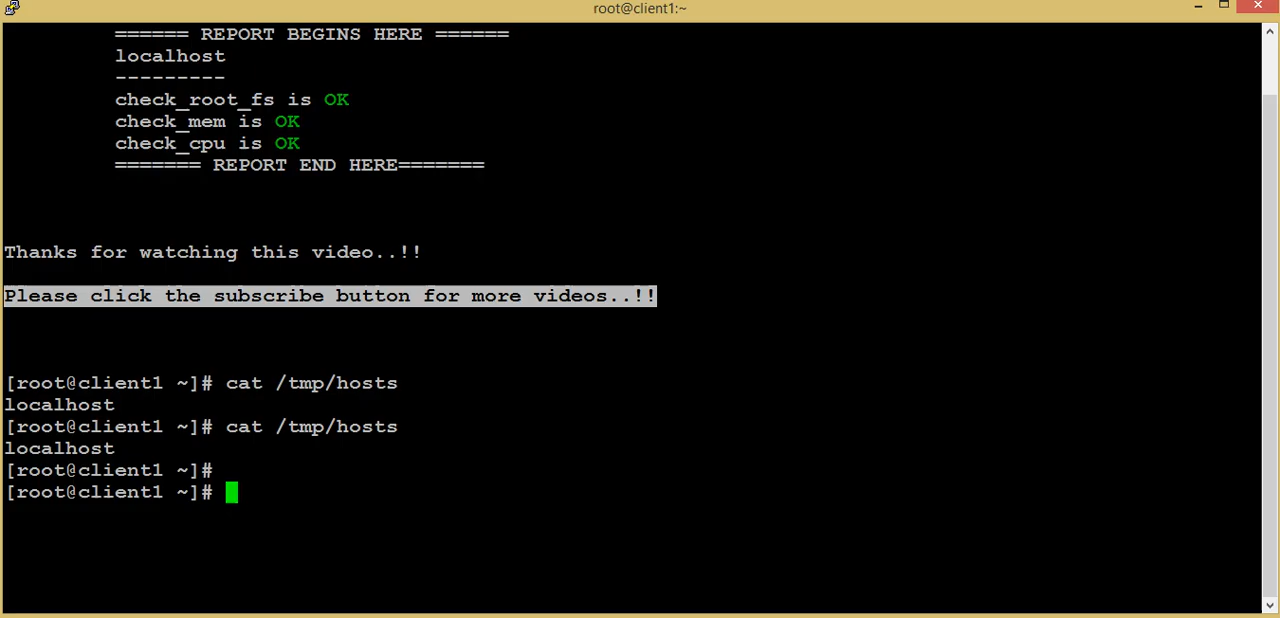 root@client1:~
====== REPORT BEGINS HERE ======
localhost
---------
check_root_fs is OK
check_mem is OK
check_cpu is OK
======= REPORT END HERE=======
Thanks for watching this video..!!
Please click the subscribe button for more videos..!!
[root@client1 ~]# cat /tmp/hosts
localhost
[root@client1 ~]# cat /tmp/hosts
localhost
[root@client1 ~]#
[root@client1 ~]#